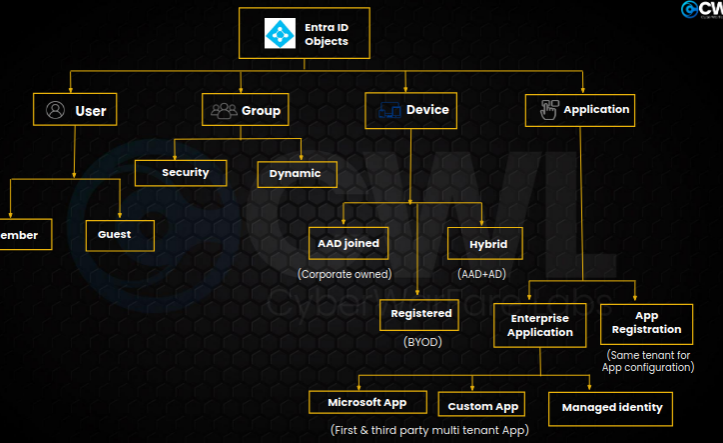 CW
Entra ID
Objects
User
Group
Device
Application
Security
Dynamic
ember
Guest
AAD joined
Hybrid
(Corporate owned)
(AAD+AD)
Registered
(BYOD)
Enterprise
Application
App
Registration
(Same tenant for
App configuration)
Microsoft App
Custom App
Managed identity
(First & third party multi tenant App)
CWL